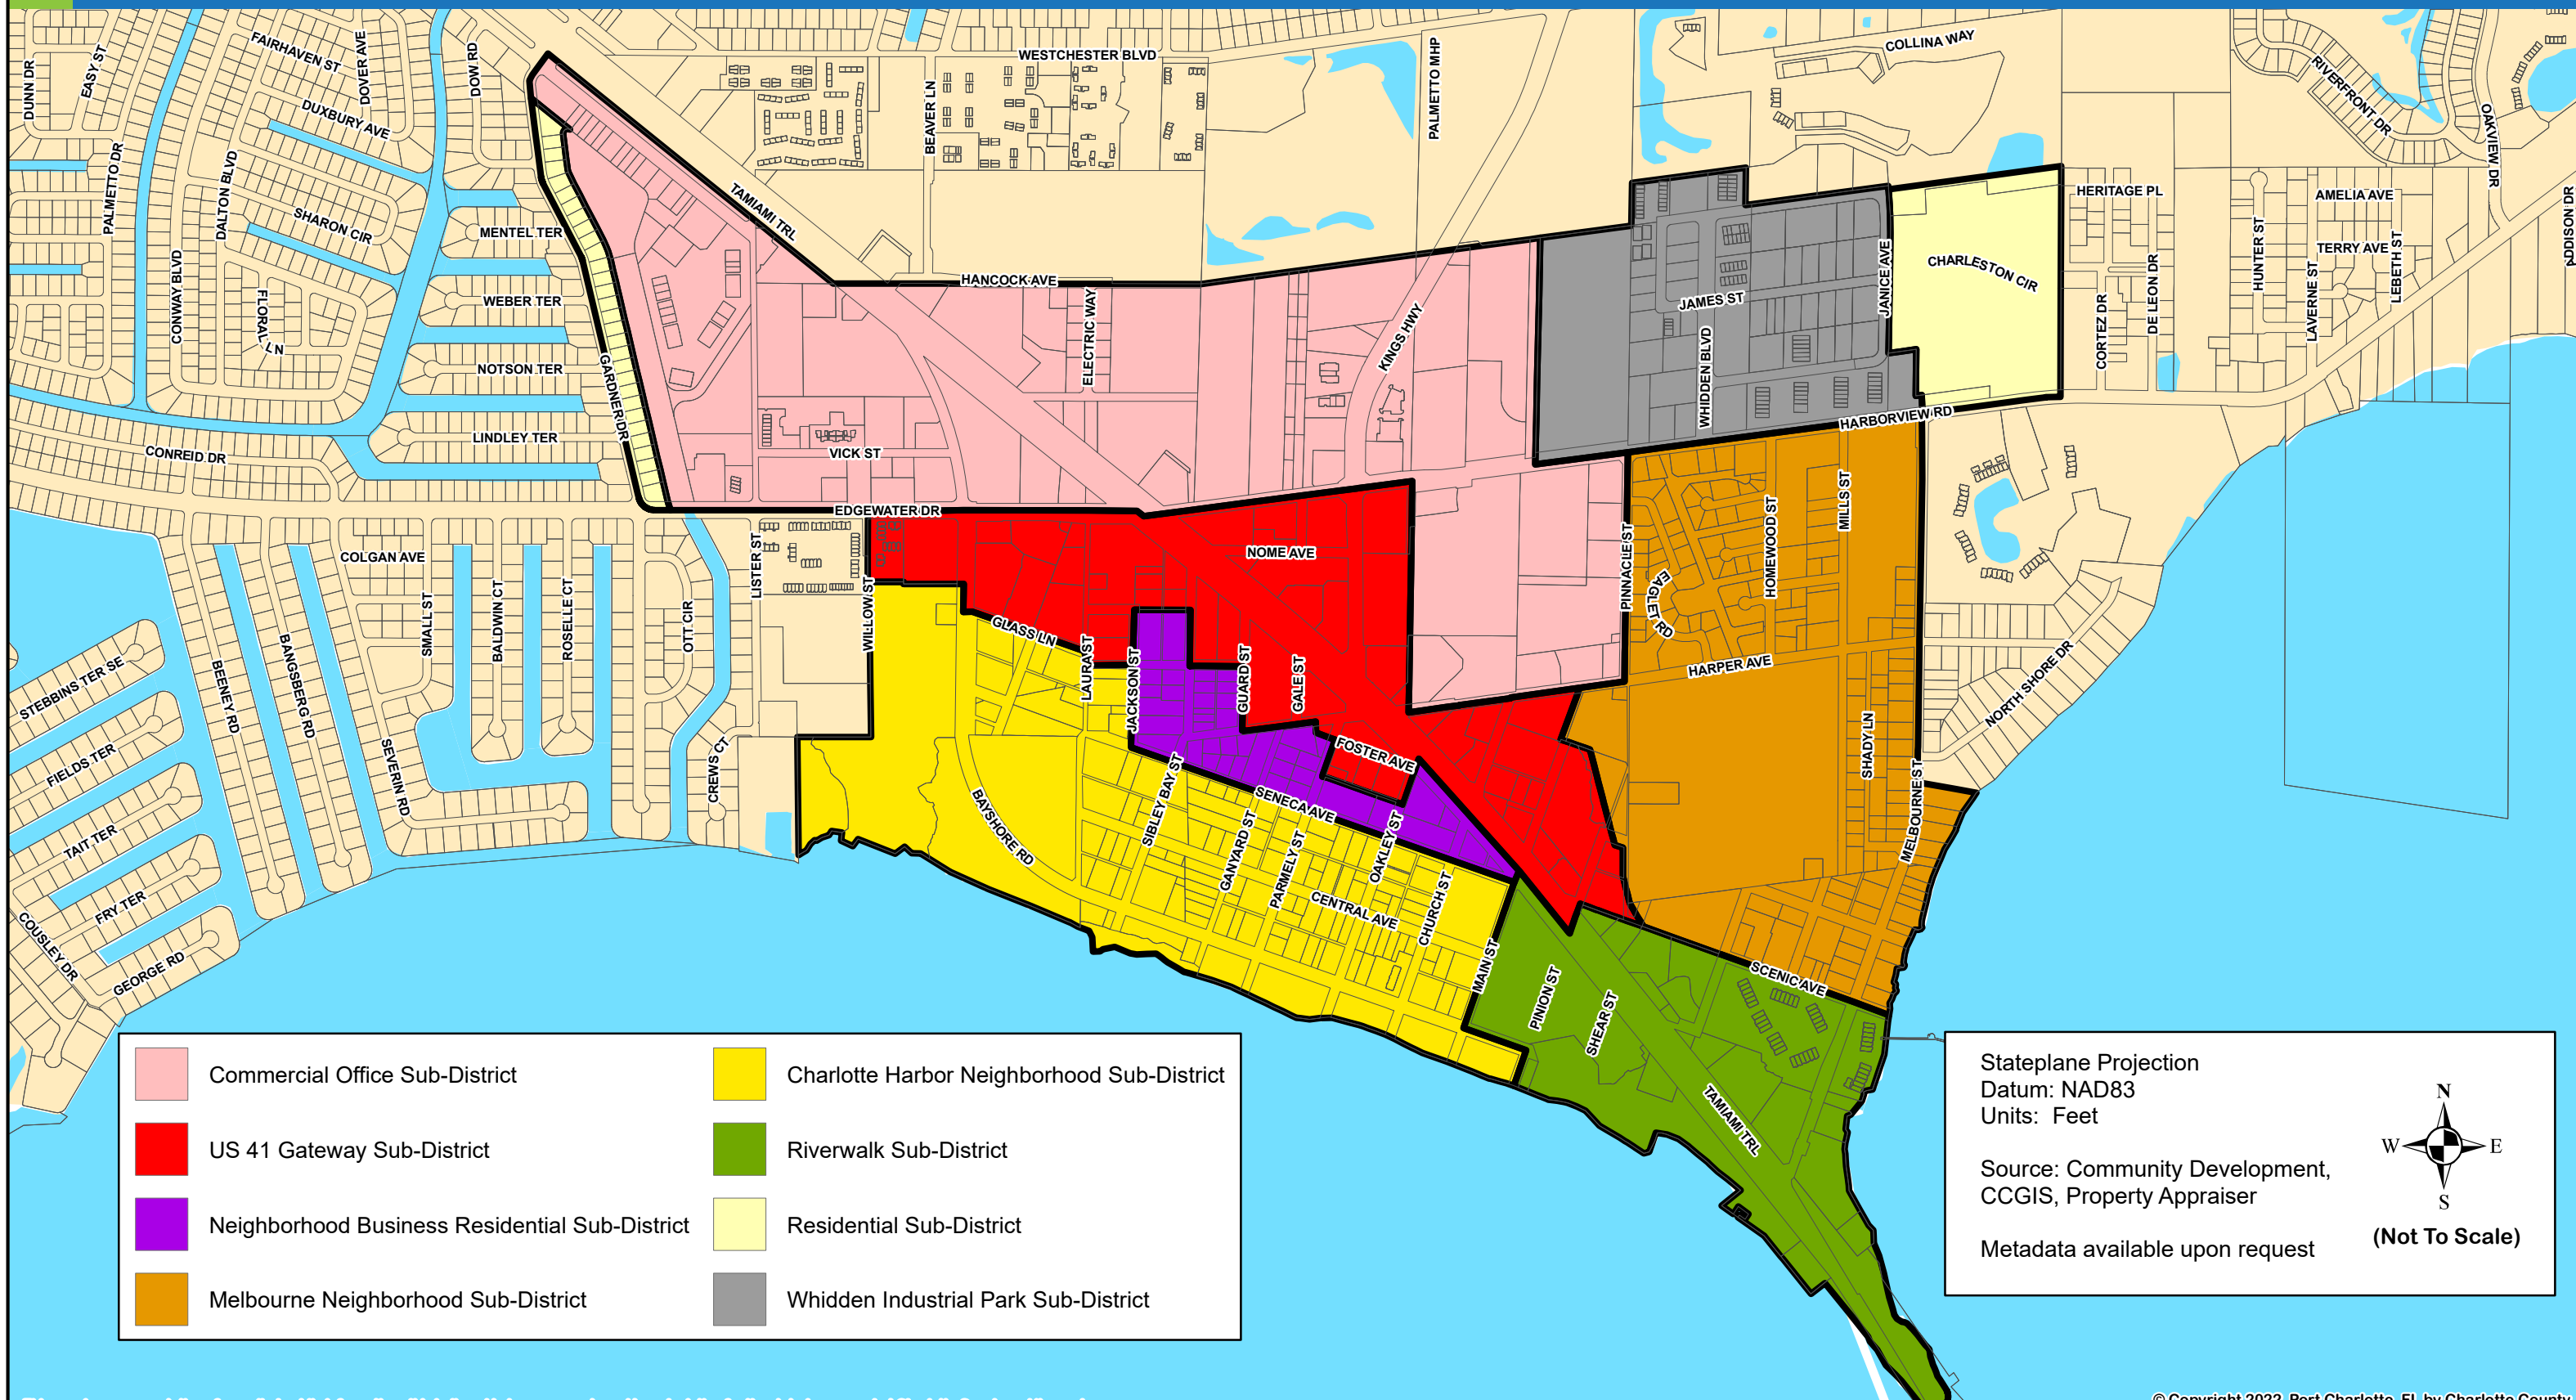 WESTCHESTER BLVD
COLLINA WAY
FAIRHAVEN ST
DOVER AVE
DOW RD
EASY ST
DUNN DR
DUXBURY AVE
BEAVER LN
PALMETTO MHP
RIVERFRONT DR
OAKVIEW DR
PALMETTO DR
DALTON BLVD
SHARON CIR
MENTEL TER
TAMIAMI TRL
HERITAGE PL
AMELIA AVE
TERRY AVE
LEBETH ST
HUNTER ST
LAVERNE ST
ADDISON DR
CONWAY BLVD
FLORAL LN
WEBER TER
HANCOCK AVE
ELECTRIC WAY
KINGS HWY
JAMES ST
JANICE AVE
CHARLESTON CIR
CORTEZ DR
DE LEON DR
NOTSON TER
GARDNER DR
WHIDDEN BLVD
HARBORVIEW RD
CONREID DR
LINDLEY TER
VICK ST
EDGEWATER DR
COLGAN AVE
LISTER ST
NOME AVE
PINNACLE ST
EAGLET RD
HOMEWOOD ST
MILLS ST
SMALL ST
BALDWIN CT
ROSELLE CT
OTT CIR
WILLOW ST
GLASS LN
LAURA ST
JACKSON ST
GUARD ST
GALE ST
HARPER AVE
NORTH SHORE DR
STEBBINS TER SE
BEENEY RD
BANGSBERG RD
SEVERIN RD
CREWS CT
FOSTER AVE
SHADY LN
MELBOURNE ST
FIELDS TER
TAIT TER
BAYSHORE RD
SIBLEY BAY ST
SENECA AVE
GANYARD ST
PARMELY ST
OAKLEY ST
CENTRAL AVE
CHURCH ST
MAIN ST
FRY TER
COUSLEY DR
GEORGE RD
PINION ST
SHEAR ST
SCENIC AVE
TAMIAMI TRL
Commercial Office Sub-District
US 41 Gateway Sub-District
Neighborhood Business Residential Sub-District
Melbourne Neighborhood Sub-District
Charlotte Harbor Neighborhood Sub-District
Riverwalk Sub-District
Residential Sub-District
Whidden Industrial Park Sub-District
Stateplane Projection
Datum: NAD83
Units: Feet
Source: Community Development,
CCGIS, Property Appraiser
Metadata available upon request
N
W
E
S
(Not To Scale)
© Copyright 2022 Port Charlotte, FL by Charlotte County